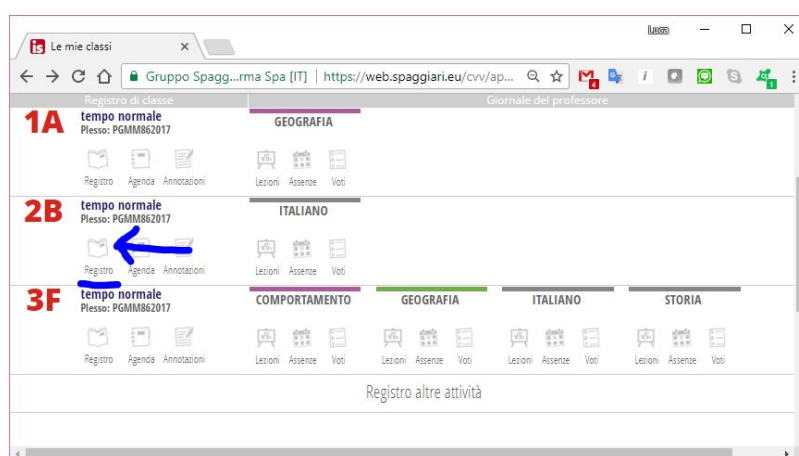 Luca
Le mie classi
Gruppo Spagg...rma Spa [IT] | https://web.spaggiari.eu/cvv/ap...
Registro di classe Giornale del professore
1A tempo normale GEOGRAFIA
Plesso: PGMM862017
Registro Agenda Annotazioni Lezioni Assenze Voti
2B tempo normale ITALIANO
Plesso: PGMM862017
Registro Agenda Annotazioni Lezioni Assenze Voti
3F tempo normale COMPORTAMENTO GEOGRAFIA ITALIANO STORIA
Plesso: PGMM862017
Registro Agenda Annotazioni Lezioni Assenze Voti Lezioni Assenze Voti Lezioni Assenze Voti Lezioni Assenze Voti
Registro altre attività